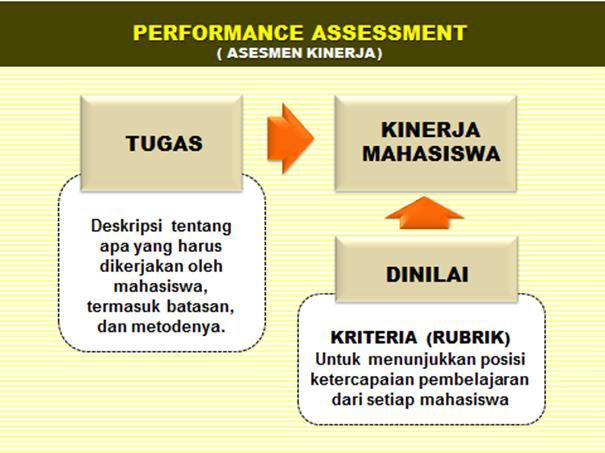 PERFORMANCE ASSESSMENT
( ASESMEN KINERJA)
TUGAS
Deskripsi tentang
apa yang harus
dikerjakan oleh
mahasiswa,
termasuk batasan,
dan metodenya.
KINERJA
MAHASISWA
DINILAI
KRITERIA (RUBRIK)
Untuk menunjukkan posisi
ketercapaian pembelajaran
dari setiap mahasiswa